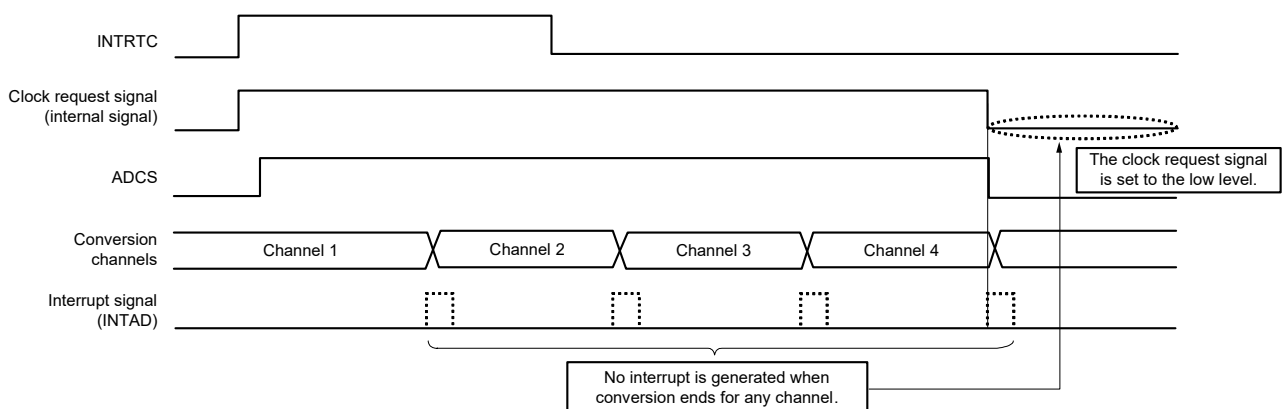 INTRTC
Clock request signal
(internal signal)
The clock request signal
is set to the low level.
ADCS
Conversion
channels
Channel 1
Channel 2
Channel 3
Channel 4
Interrupt signal
(INTAD)
No interrupt is generated when
conversion ends for any channel.